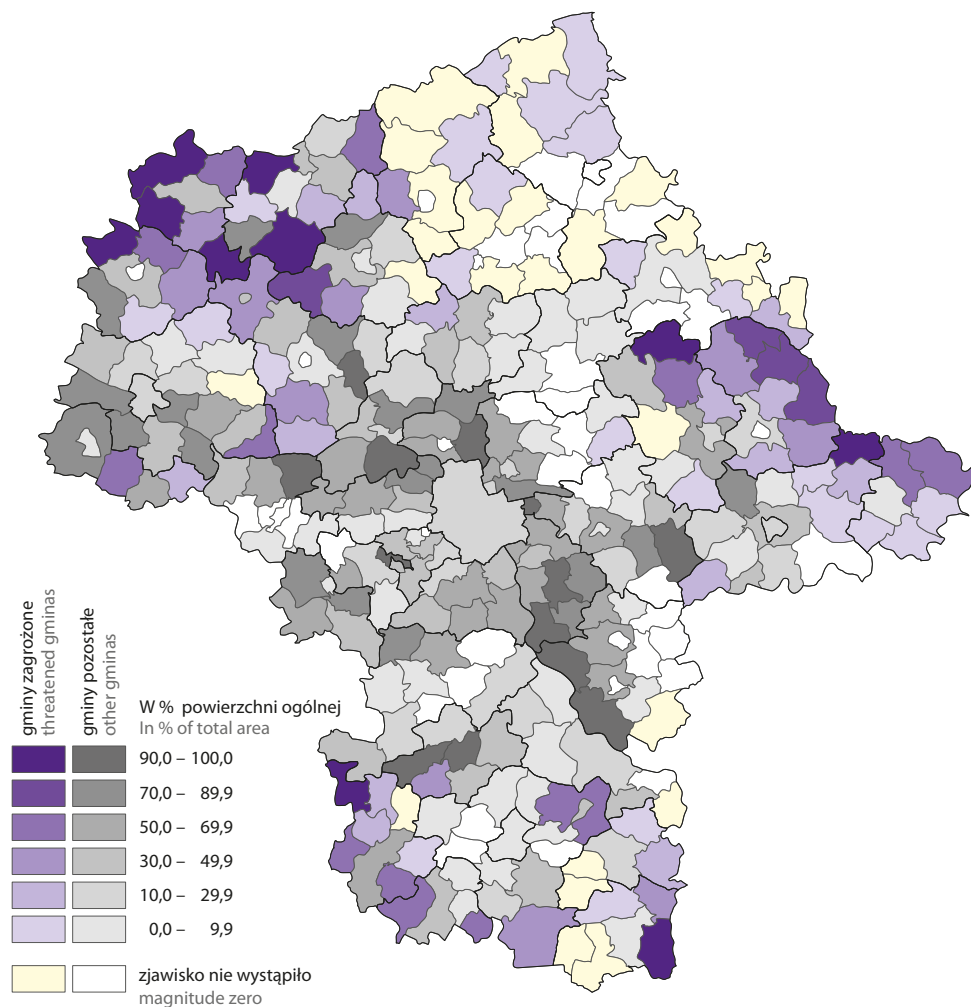 gminy zagrożone
threatened gminas
gminy pozostałe
other gminas
W % powierzchni ogólnej
In % of total area
90,0 – 100,0
70,0 – 89,9
50,0 – 69,9
30,0 – 49,9
10,0 – 29,9
0,0 – 9,9
zjawisko nie wystąpiło
magnitude zero